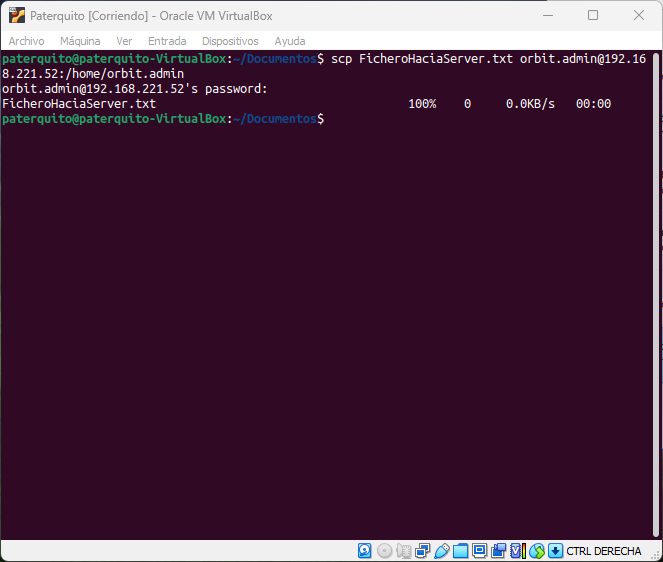 Paterquito [Corriendo] - Oracle VM VirtualBox
Archivo Máquina Ver Entrada Dispositivos Ayuda
paterquito@paterquito-VirtualBox:~/Documentos$ scp FicheroHaciaServer.txt orbit.admin@192.16
8.221.52:/home/orbit.admin
orbit.admin@192.168.221.52's password:
FicheroHaciaServer.txt 100% 0 0.0KB/s 00:00
paterquito@paterquito-VirtualBox:~/Documentos$
CTRL DERECHA